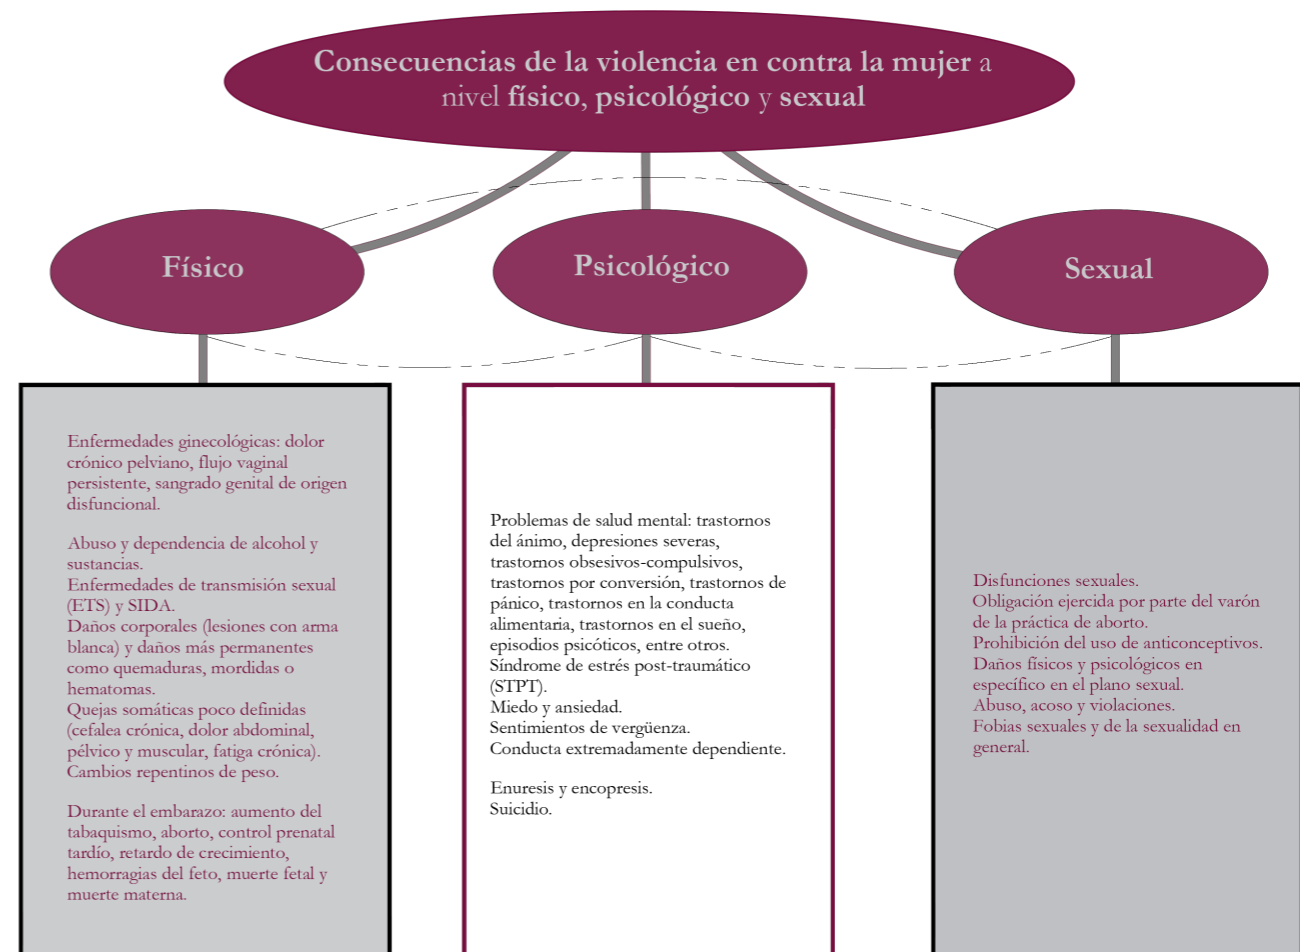 Consecuencias de la violencia en contra la mujer a
nivel físico, psicológico y sexual
Físico
Psicológico
Sexual
Enfermedades ginecológicas: dolor
crónico pelviano, flujo vaginal
persistente, sangrado genital de origen
disfuncional.
Abuso y dependencia de alcohol y
sustancias.
Enfermedades de transmisión sexual
(ETS) y SIDA.
Daños corporales (lesiones con arma
blanca) y daños más permanentes
como quemaduras, mordidas o
hematomas.
Quejas somáticas poco definidas
(cefalea crónica, dolor abdominal,
pélvico y muscular, fatiga crónica).
Cambios repentinos de peso.
Durante el embarazo: aumento del
tabaquismo, aborto, control prenatal
tardío, retardo de crecimiento,
hemorragias del feto, muerte fetal y
muerte materna.
Problemas de salud mental: trastornos
del ánimo, depresiones severas,
trastornos obsesivos-compulsivos,
trastornos por conversión, trastornos de
pánico, trastornos en la conducta
alimentaria, trastornos en el sueño,
episodios psicóticos, entre otros.
Síndrome de estrés post-traumático
(STPT).
Miedo y ansiedad.
Sentimientos de vergüenza.
Conducta extremadamente dependiente.
Enuresis y encopresis.
Suicidio.
Disfunciones sexuales.
Obligación ejercida por parte del varón
de la práctica de aborto.
Prohibición del uso de anticonceptivos.
Daños físicos y psicológicos en
específico en el plano sexual.
Abuso, acoso y violaciones.
Fobias sexuales y de la sexualidad en
general.